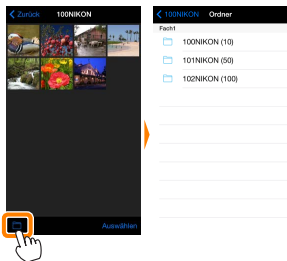 Zurück 100NIKON
Auswählen
100NIKON Ordner
Fach1
100NIKON (10)
101NIKON (50)
102NIKON (100)